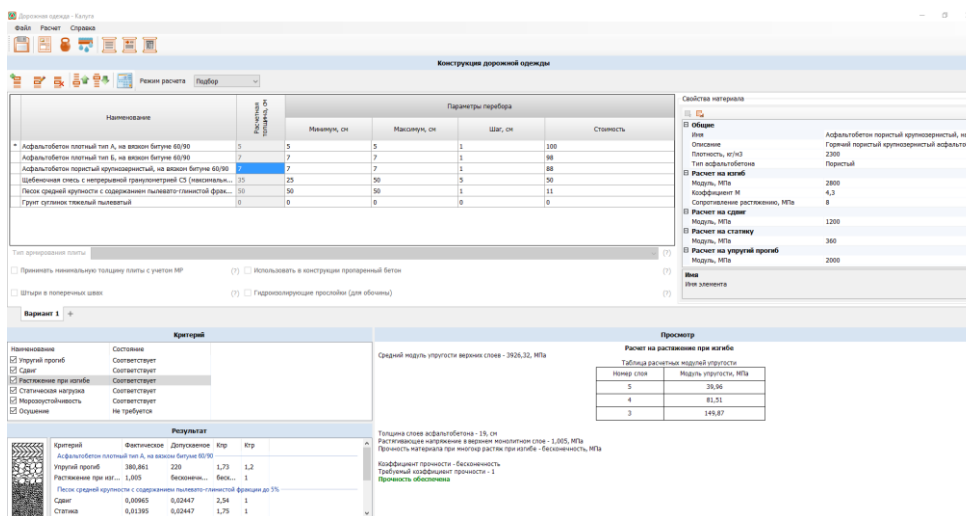 Дорожная одежда - Калуга
Файл Расчет Справка
Конструкция дорожной одежды
Режим расчета Подбор
Наименование Расчетная толщина, см Параметры перебора
Минимум, см Максимум, см Шаг, см Стоимость
* Асфальтобетон плотный тип А, на вязком битуме 60/90 5 5 5 1 100
Асфальтобетон плотный тип Б, на вязком битуме 60/90 7 7 7 1 98
Асфальтобетон пористый крупнозернистый, на вязком битуме 60/90 7 7 7 1 88
Щебеночная смесь с непрерывной гранулометрией С5 (максимальн... 35 25 50 5 50
Песок средней крупности с содержанием пылевато-глинистой фрак... 50 50 50 1 11
Грунт суглинок тяжелый пылеватый 0 0 0 1 0
Тип армирования плиты (?)
Принимать минимальную толщину плиты с учетом МР (?) Использовать в конструкции пропаренный бетон (?)
Штыри в поперечных швах (?) Гидроизолирующие прослойки (для обочины) (?)
Вариант 1 +
Свойства материала
Общие
Имя Асфальтобетон пористый крупнозернистый, на
Описание Горячий пористый крупнозернистый асфальто
Плотность, кг/м3 2300
Тип асфальтобетона Пористый
Расчет на изгиб
Модуль, МПа 2800
Коэффициент М 4,3
Сопротивление растяжению, МПа 8
Расчет на сдвиг
Модуль, МПа 1200
Расчет на статику
Модуль, МПа 360
Расчет на упругий прогиб
Модуль, МПа 2000
Имя
Имя элемента
Критерий
Наименование Состояние
Упругий прогиб Соответствует
Сдвиг Соответствует
Растяжение при изгибе Соответствует
Статическая нагрузка Соответствует
Морозоустойчивость Соответствует
Осушение Не требуется
Результат
Критерий Фактическое Допускаемое Кпр Ктр
Асфальтобетон плотный тип А, на вязком битуме 60/90
Упругий прогиб 380,861 220 1,73 1,2
Растяжение при изг... 1,005 бесконечн... беск... 1
Песок средней крупности с содержанием пылевато-глинистой фракции до 5%
Сдвиг 0,00965 0,02447 2,54 1
Статика 0,01395 0,02447 1,75 1
Просмотр
Расчет на растяжение при изгибе
Средний модуль упругости верхних слоев - 3926,32, МПа
Таблица расчетных модулей упругости
Номер слоя Модуль упругости, МПа
5 39,96
4 81,51
3 149,87
Толщина слоев асфальтобетона - 19, см
Растягивающее напряжение в верхнем монолитном слое - 1,005, МПа
Прочность материала при многокр растяж при изгибе - бесконечность, МПа
Коэффициент прочности - бесконечность
Требуемый коэффициент прочности - 1
Прочность обеспечена